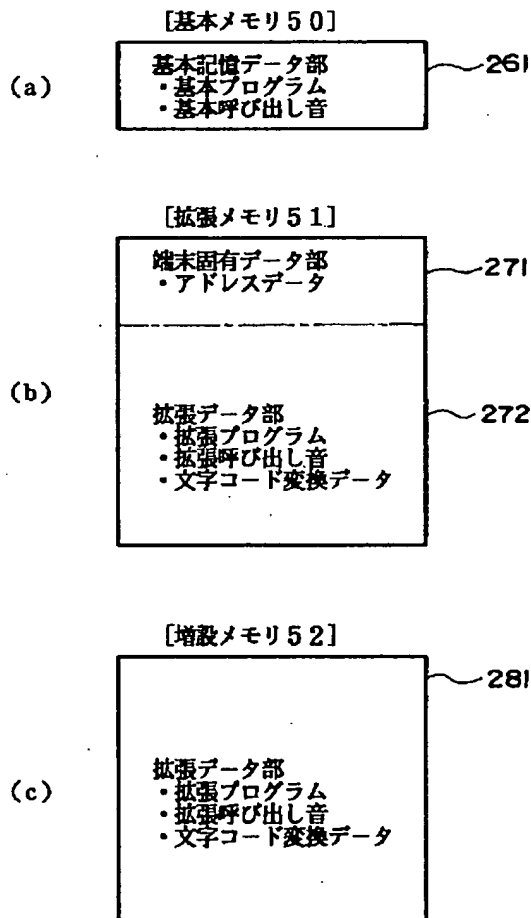 [基本メモリ50]
(a)
基本記憶データ部
・基本プログラム
・基本呼び出し音
261
[拡張メモリ51]
(b)
端末固有データ部
・アドレスデータ
271
拡張データ部
・拡張プログラム
・拡張呼び出し音
・文字コード変換データ
272
[増設メモリ52]
(c)
拡張データ部
・拡張プログラム
・拡張呼び出し音
・文字コード変換データ
281